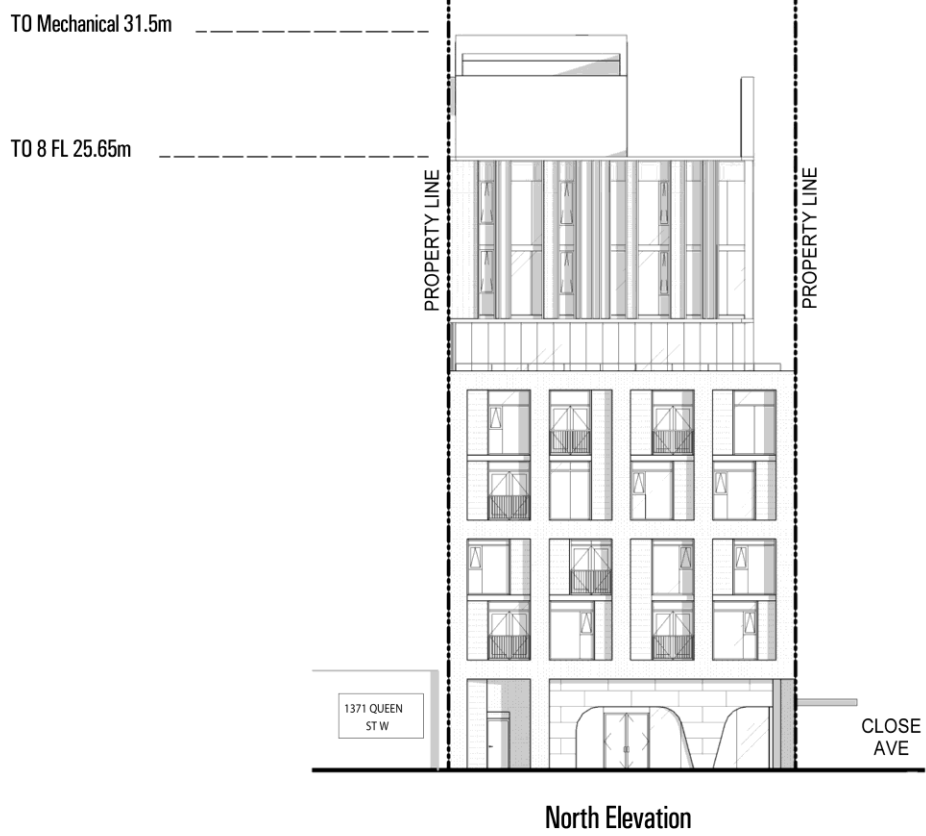 TO Mechanical 31.5m
TO 8 FL 25.65m
PROPERTY LINE
PROPERTY LINE
1371 QUEEN
ST W
CLOSE
AVE
North Elevation